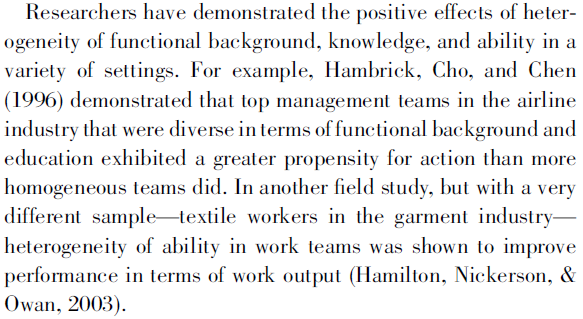 Researchers have demonstrated the positive effects of heter-
ogeneity of functional background, knowledge, and ability in a
variety of settings. For example, Hambrick, Cho, and Chen
(1996) demonstrated that top management teams in the airline
industry that were diverse in terms of functional background and
education exhibited a greater propensity for action than more
homogeneous teams did. In another field study, but with a very
different sample—textile workers in the garment industry—
heterogeneity of ability in work teams was shown to improve
performance in terms of work output (Hamilton, Nickerson, &
Owan, 2003).